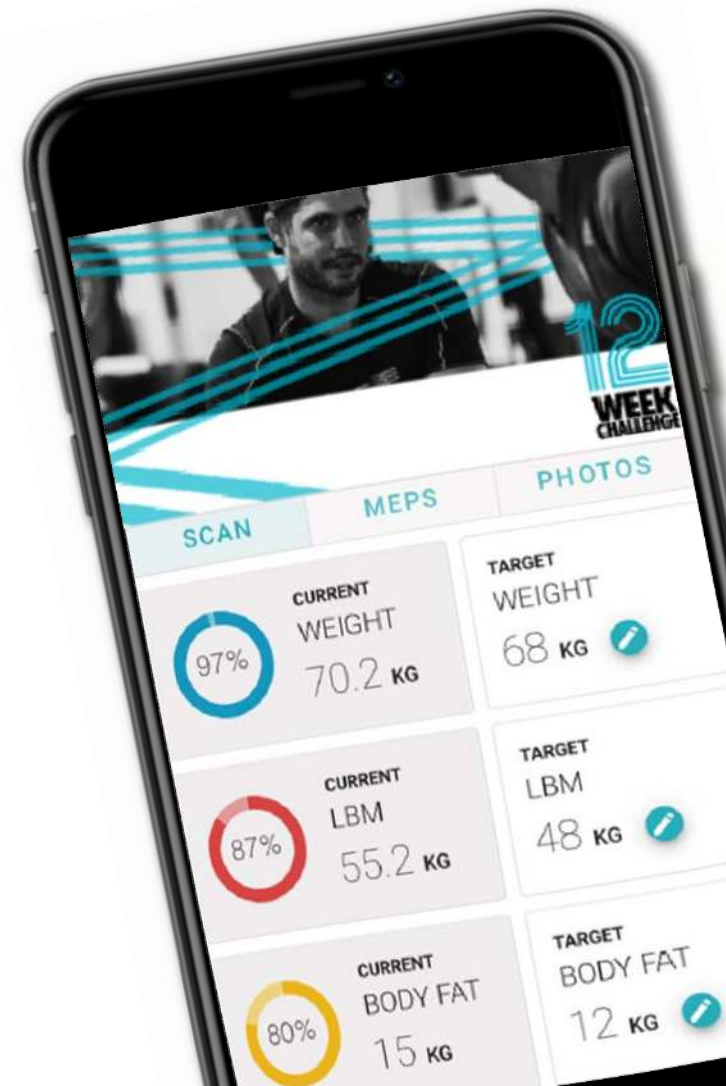 12
WEEK
CHALLENGE
SCAN
MEPS
PHOTOS
97%
CURRENT
WEIGHT
70.2 KG
TARGET
WEIGHT
68 KG
87%
CURRENT
LBM
55.2 KG
TARGET
LBM
48 KG
80%
CURRENT
BODY FAT
15 KG
TARGET
BODY FAT
12 KG